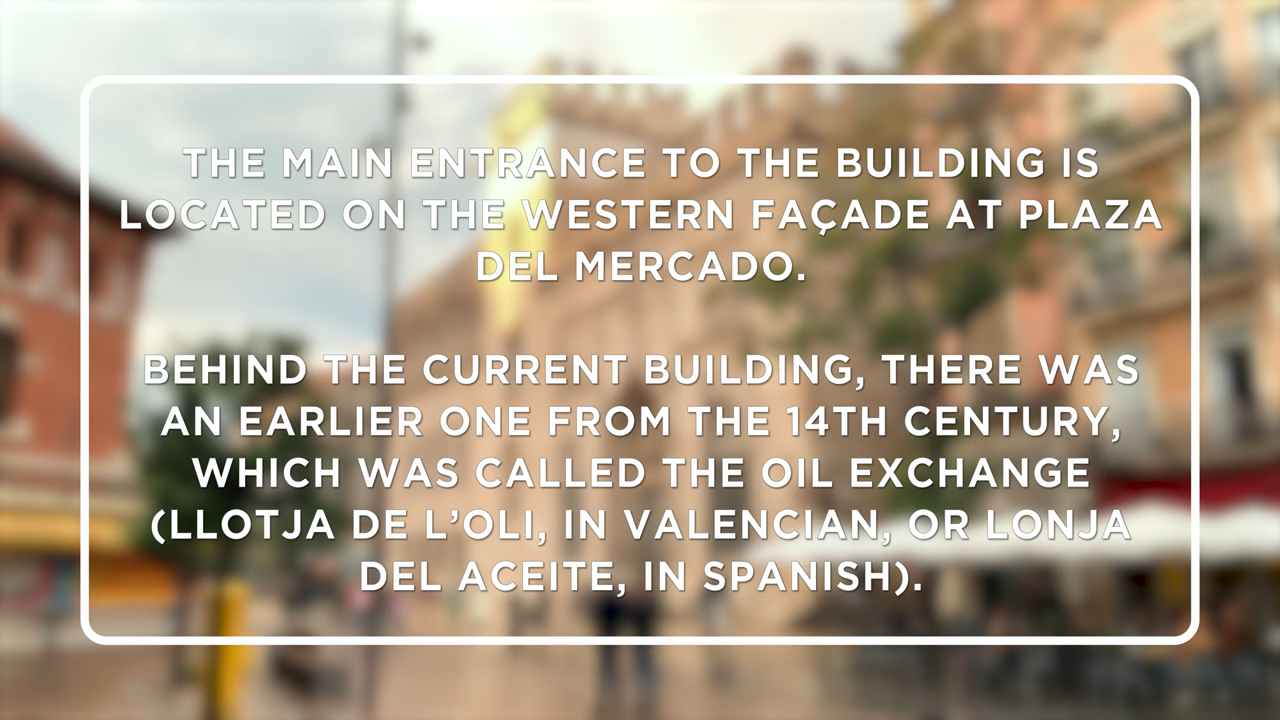 THE MAIN ENTRANCE TO THE BUILDING IS
LOCATED ON THE WESTERN FAÇADE AT PLAZA
DEL MERCADO.
BEHIND THE CURRENT BUILDING, THERE WAS
AN EARLIER ONE FROM THE 14TH CENTURY,
WHICH WAS CALLED THE OIL EXCHANGE
(LLOTJA DE L’OLI, IN VALENCIAN, OR LONJA
DEL ACEITE, IN SPANISH).